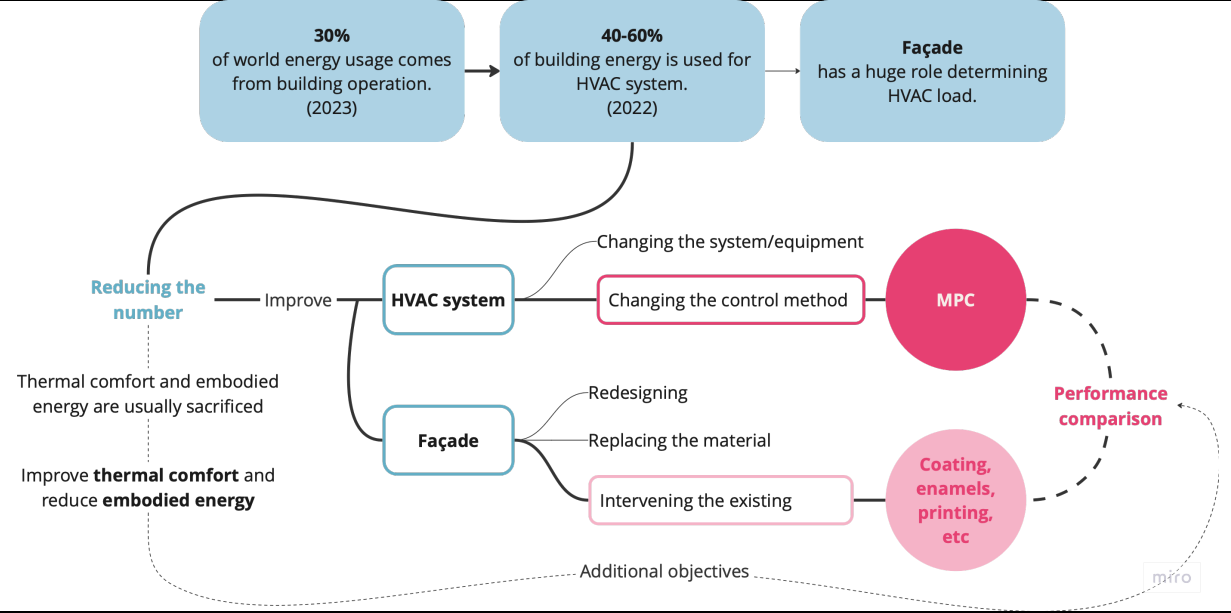 30%
of world energy usage comes
from building operation.
(2023)
40-60%
of building energy is used for
HVAC system.
(2022)
Façade
has a huge role determining
HVAC load.
Reducing the
number
Improve
HVAC system
Changing the system/equipment
Changing the control method
MPC
Thermal comfort and embodied
energy are usually sacrificed
Improve thermal comfort and
reduce embodied energy
Façade
Redesigning
Replacing the material
Intervening the existing
Coating,
enamels,
printing,
etc
Performance
comparison
Additional objectives
miro